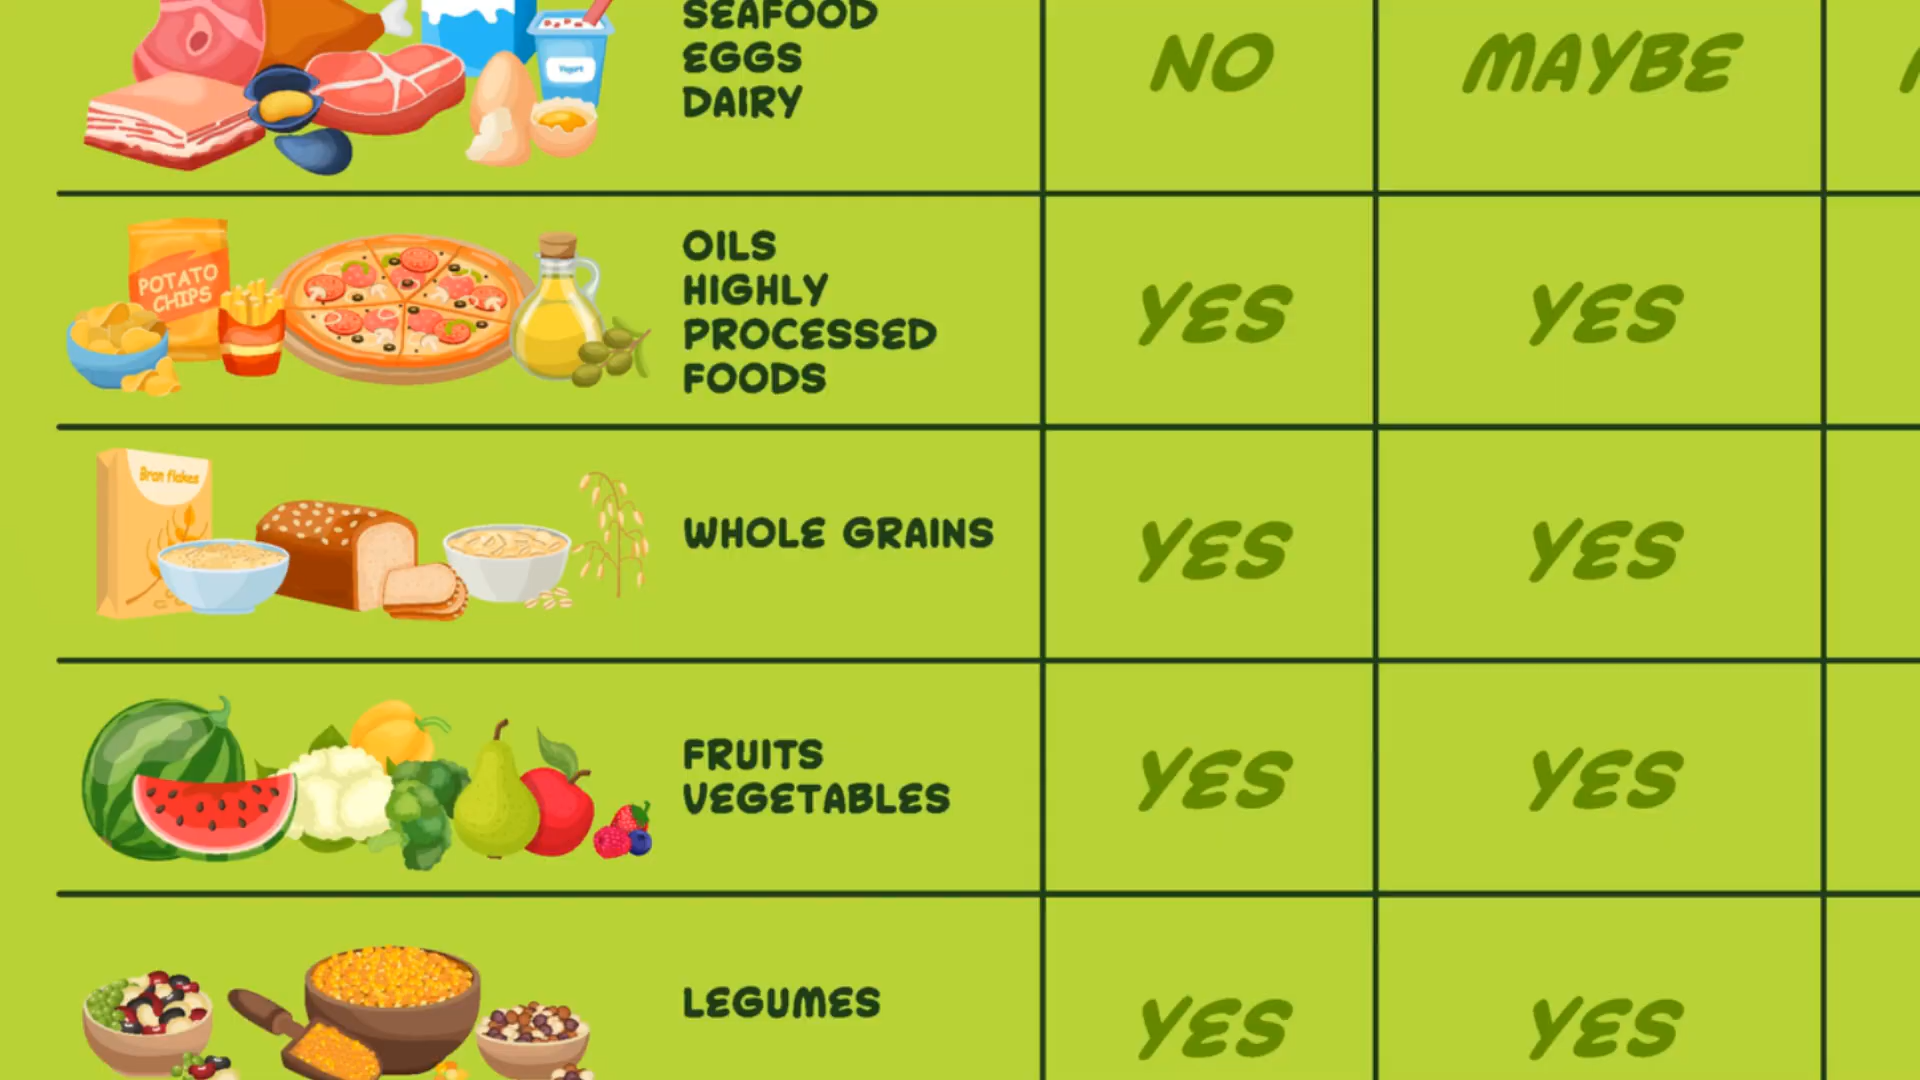 SEAFOOD
EGGS
DAIRY
NO
MAYBE
Yogurt
POTATO
CHIPS
OILS
HIGHLY
PROCESSED
FOODS
YES
YES
Bran flakes
WHOLE GRAINS
YES
YES
FRUITS
VEGETABLES
YES
YES
LEGUMES
YES
YES